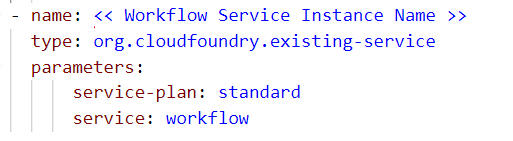 - name: << Workflow Service Instance Name >>
type: org.cloudfoundry.existing-service
parameters:
service-plan: standard
service: workflow